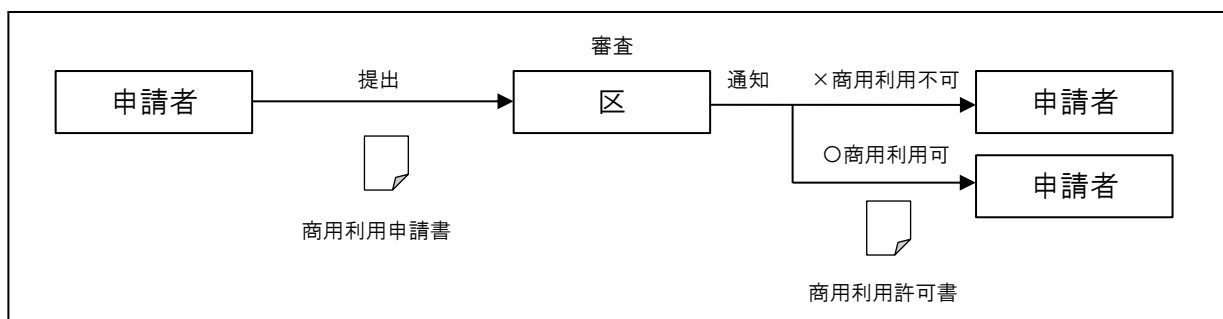 審査
申請者
提出
区
通知
×商用利用不可
申請者
〇商用利用可
申請者
商用利用申請書
商用利用許可書